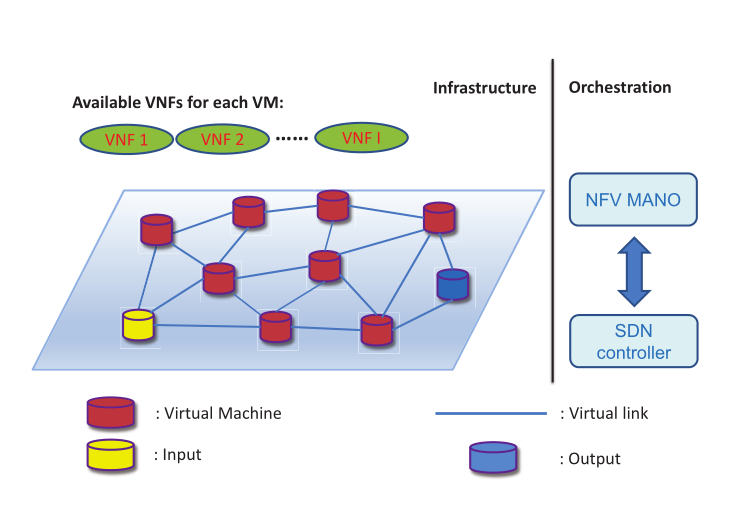 Infrastructure
Orchestration
Available VNFs for each VM:
VNF 1
VNF 2
......
VNF I
NFV MANO
SDN
controller
: Virtual Machine
: Virtual link
: Input
: Output